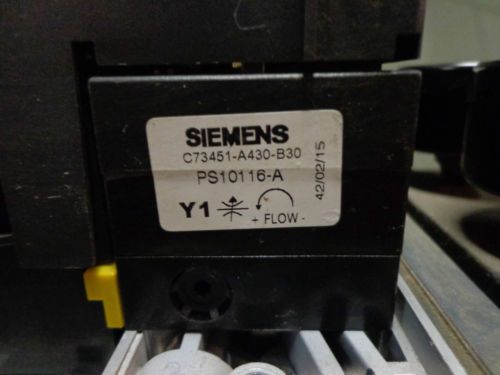 SIEMENS
C73451-A430-B30
PS10116-A
Y1
+ FLOW -
42/02/15